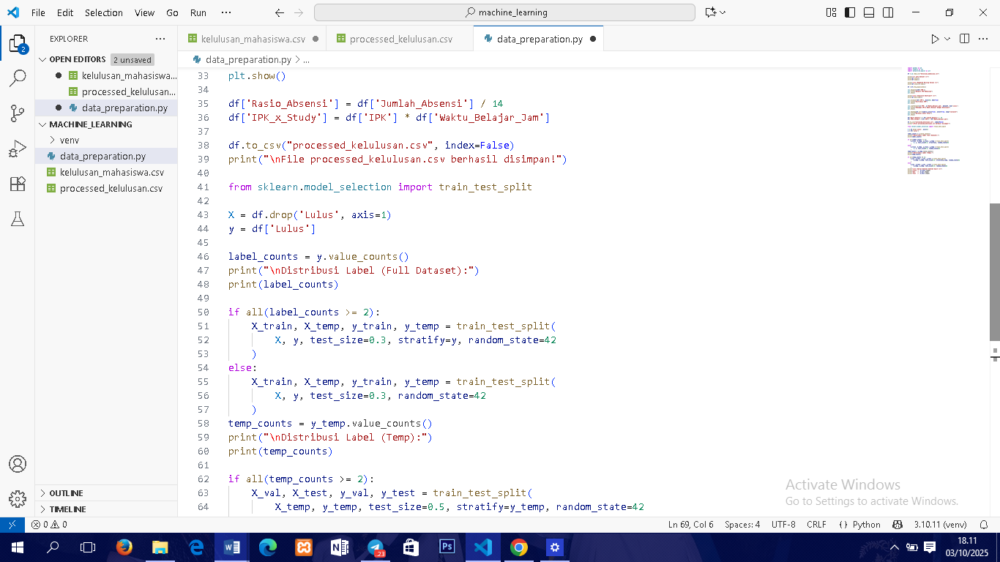 File Edit Selection View Go Run ··· machine_learning
EXPLORER ···
OPEN EDITORS 2 unsaved
kelulusan_mahasiswa...
processed_kelulusan...
data_preparation.py
MACHINE_LEARNING
venv
data_preparation.py
kelulusan_mahasiswa.csv
processed_kelulusan.csv
OUTLINE
TIMELINE
2
kelulusan_mahasiswa.csv processed_kelulusan.csv data_preparation.py
data_preparation.py > ...
33 plt.show()
34
35 df['Rasio_Absensi'] = df['Jumlah_Absensi'] / 14
36 df['IPK_x_Study'] = df['IPK'] * df['Waktu_Belajar_Jam']
37
38 df.to_csv("processed_kelulusan.csv", index=False)
39 print("\nFile processed_kelulusan.csv berhasil disimpan!")
40
41 from sklearn.model_selection import train_test_split
42
43 X = df.drop('Lulus', axis=1)
44 y = df['Lulus']
45
46 label_counts = y.value_counts()
47 print("\nDistribusi Label (Full Dataset):")
48 print(label_counts)
49
50 if all(label_counts >= 2):
51     X_train, X_temp, y_train, y_temp = train_test_split(
52         X, y, test_size=0.3, stratify=y, random_state=42
53     )
54 else:
55     X_train, X_temp, y_train, y_temp = train_test_split(
56         X, y, test_size=0.3, random_state=42
57     )
58 temp_counts = y_temp.value_counts()
59 print("\nDistribusi Label (Temp):")
60 print(temp_counts)
61
62 if all(temp_counts >= 2):
63     X_val, X_test, y_val, y_test = train_test_split(
64         X_temp, y_temp, test_size=0.5, stratify=y_temp, random_state=42
Activate Windows
Go to Settings to activate Windows.
0 0 Ln 69, Col 6 Spaces: 4 UTF-8 CRLF {} Python 3.10.11 (venv)
Ps
23
18.11
03/10/2025